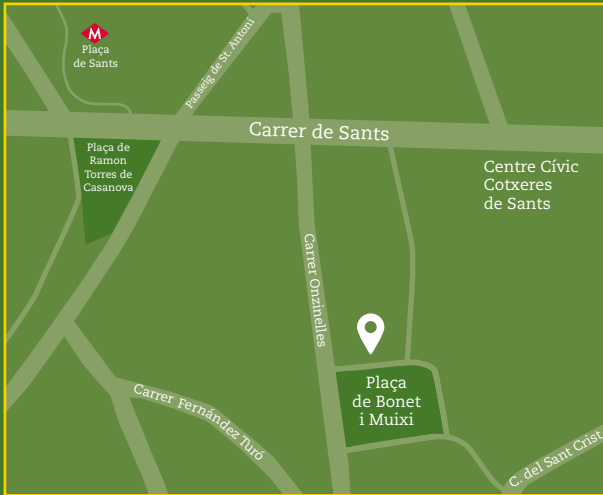 M
Plaça
de Sants
Passeig de St. Antoni
Carrer de Sants
Plaça de
Ramon
Torres de
Casanova
Centre Cívic
Cotxeres
de Sants
Carrer Onzinelles
Plaça
de Bonet
i Muixi
Carrer Fernández Turó
C. del Sant Crist